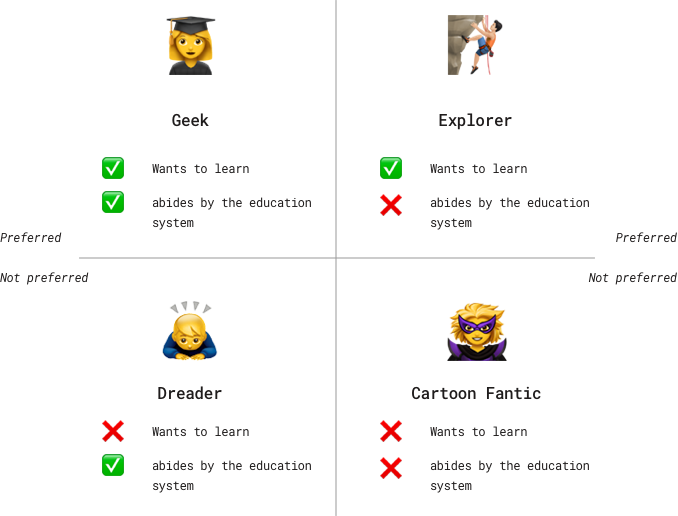 Geek
Wants to learn
abides by the education
system
Explorer
Wants to learn
abides by the education
system
Preferred
Preferred
Not preferred
Not preferred
Dreader
Wants to learn
abides by the education
system
Cartoon Fantic
Wants to learn
abides by the education
system